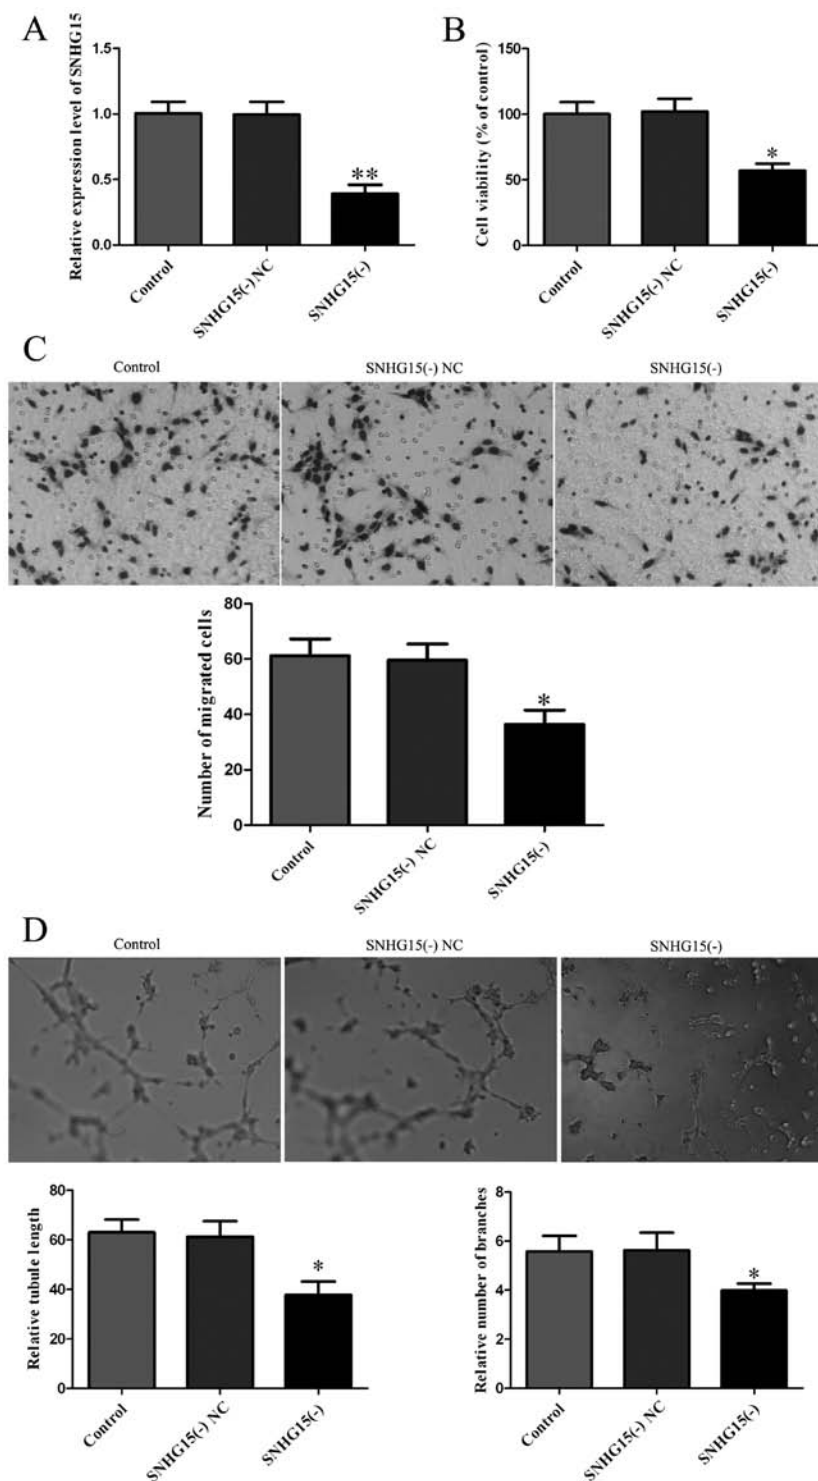 A
Relative expression level of SNHG15
1.5
1.0
0.5
0.0
**
Control
SNHG15(-) NC
SNHG15(-)
B
Cell viability (% of control)
150
100
50
0
*
Control
SNHG15(-) NC
SNHG15(-)
C
Control
SNHG15(-) NC
SNHG15(-)
Number of migrated cells
80
60
40
20
0
*
Control
SNHG15(-) NC
SNHG15(-)
D
Control
SNHG15(-) NC
SNHG15(-)
Relative tubule length
80
60
40
20
0
*
Control
SNHG15(-) NC
SNHG15(-)
Relative number of branches
8
6
4
2
0
*
Control
SNHG15(-) NC
SNHG15(-)